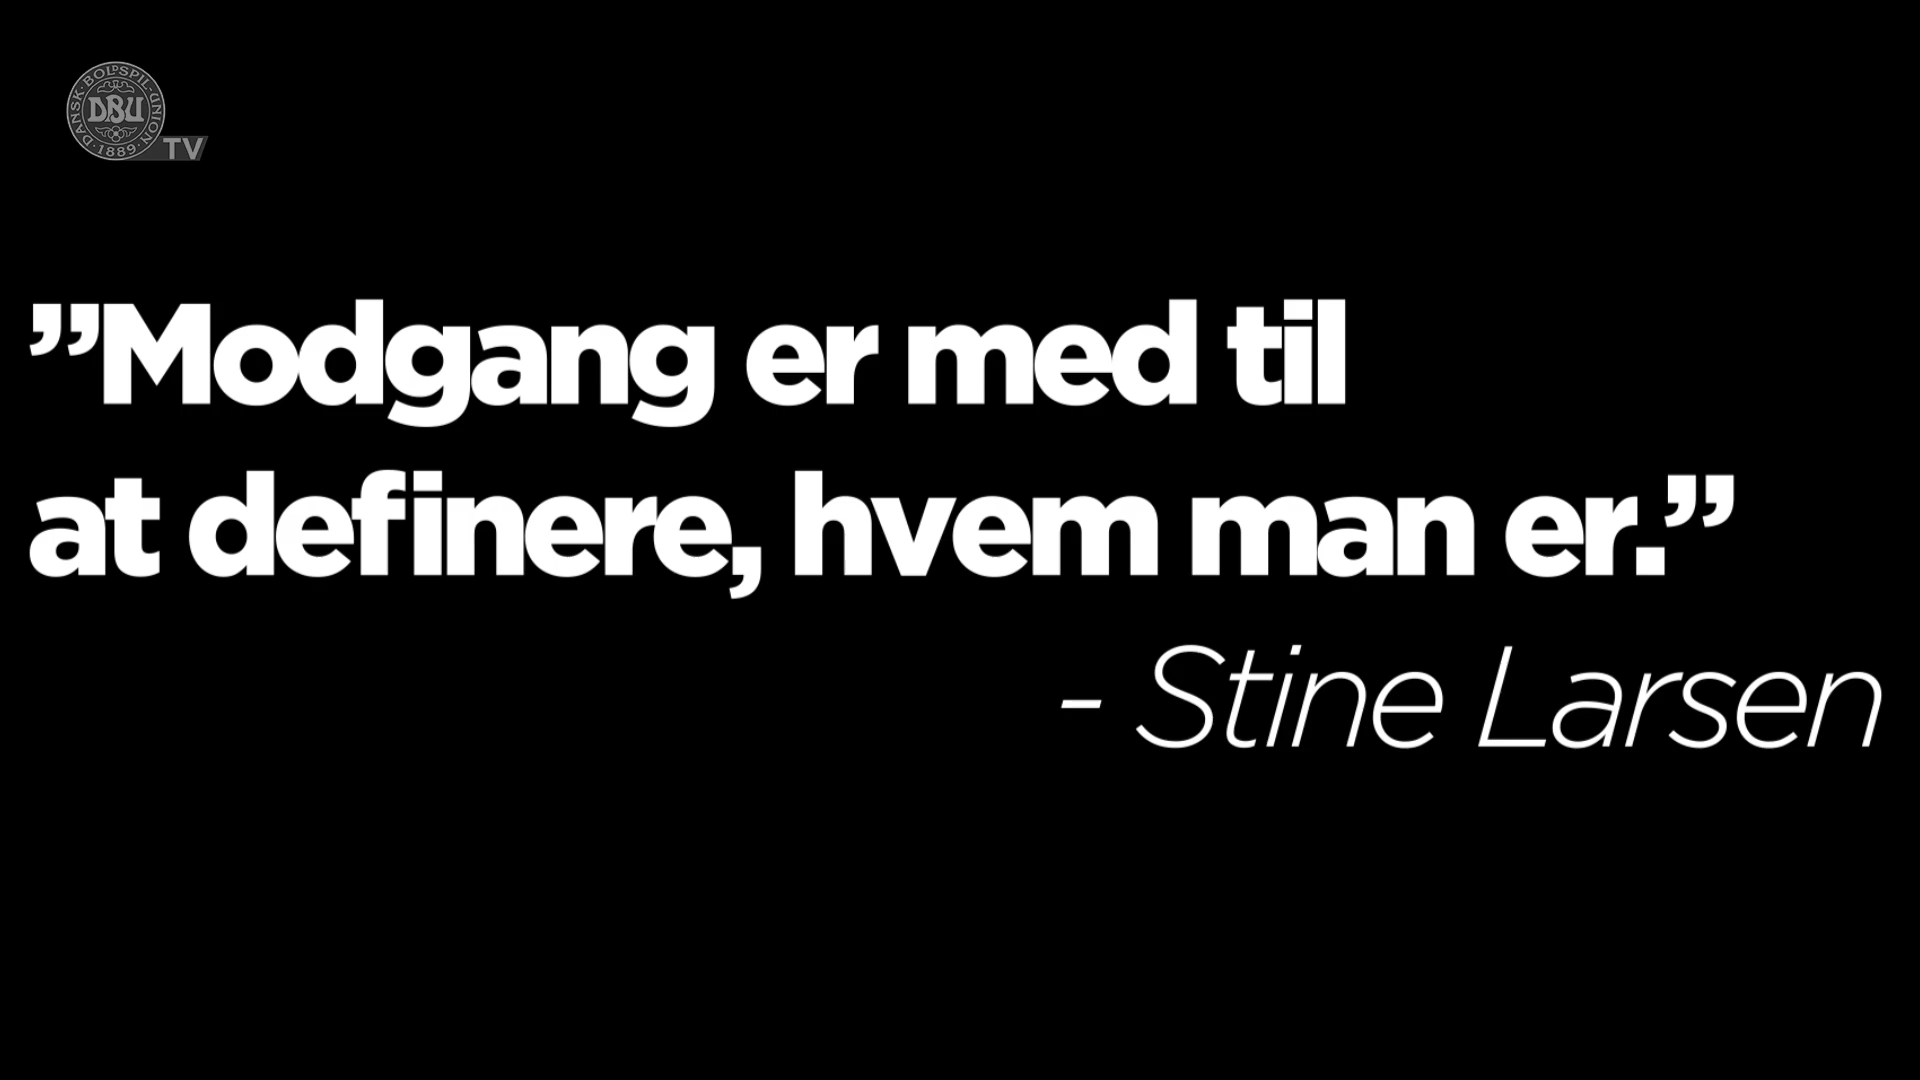 DANSK · BOLDSPIL · UNION
DBU
· 1889 ·
TV
”Modgang er med til
at definere, hvem man er.”
- Stine Larsen